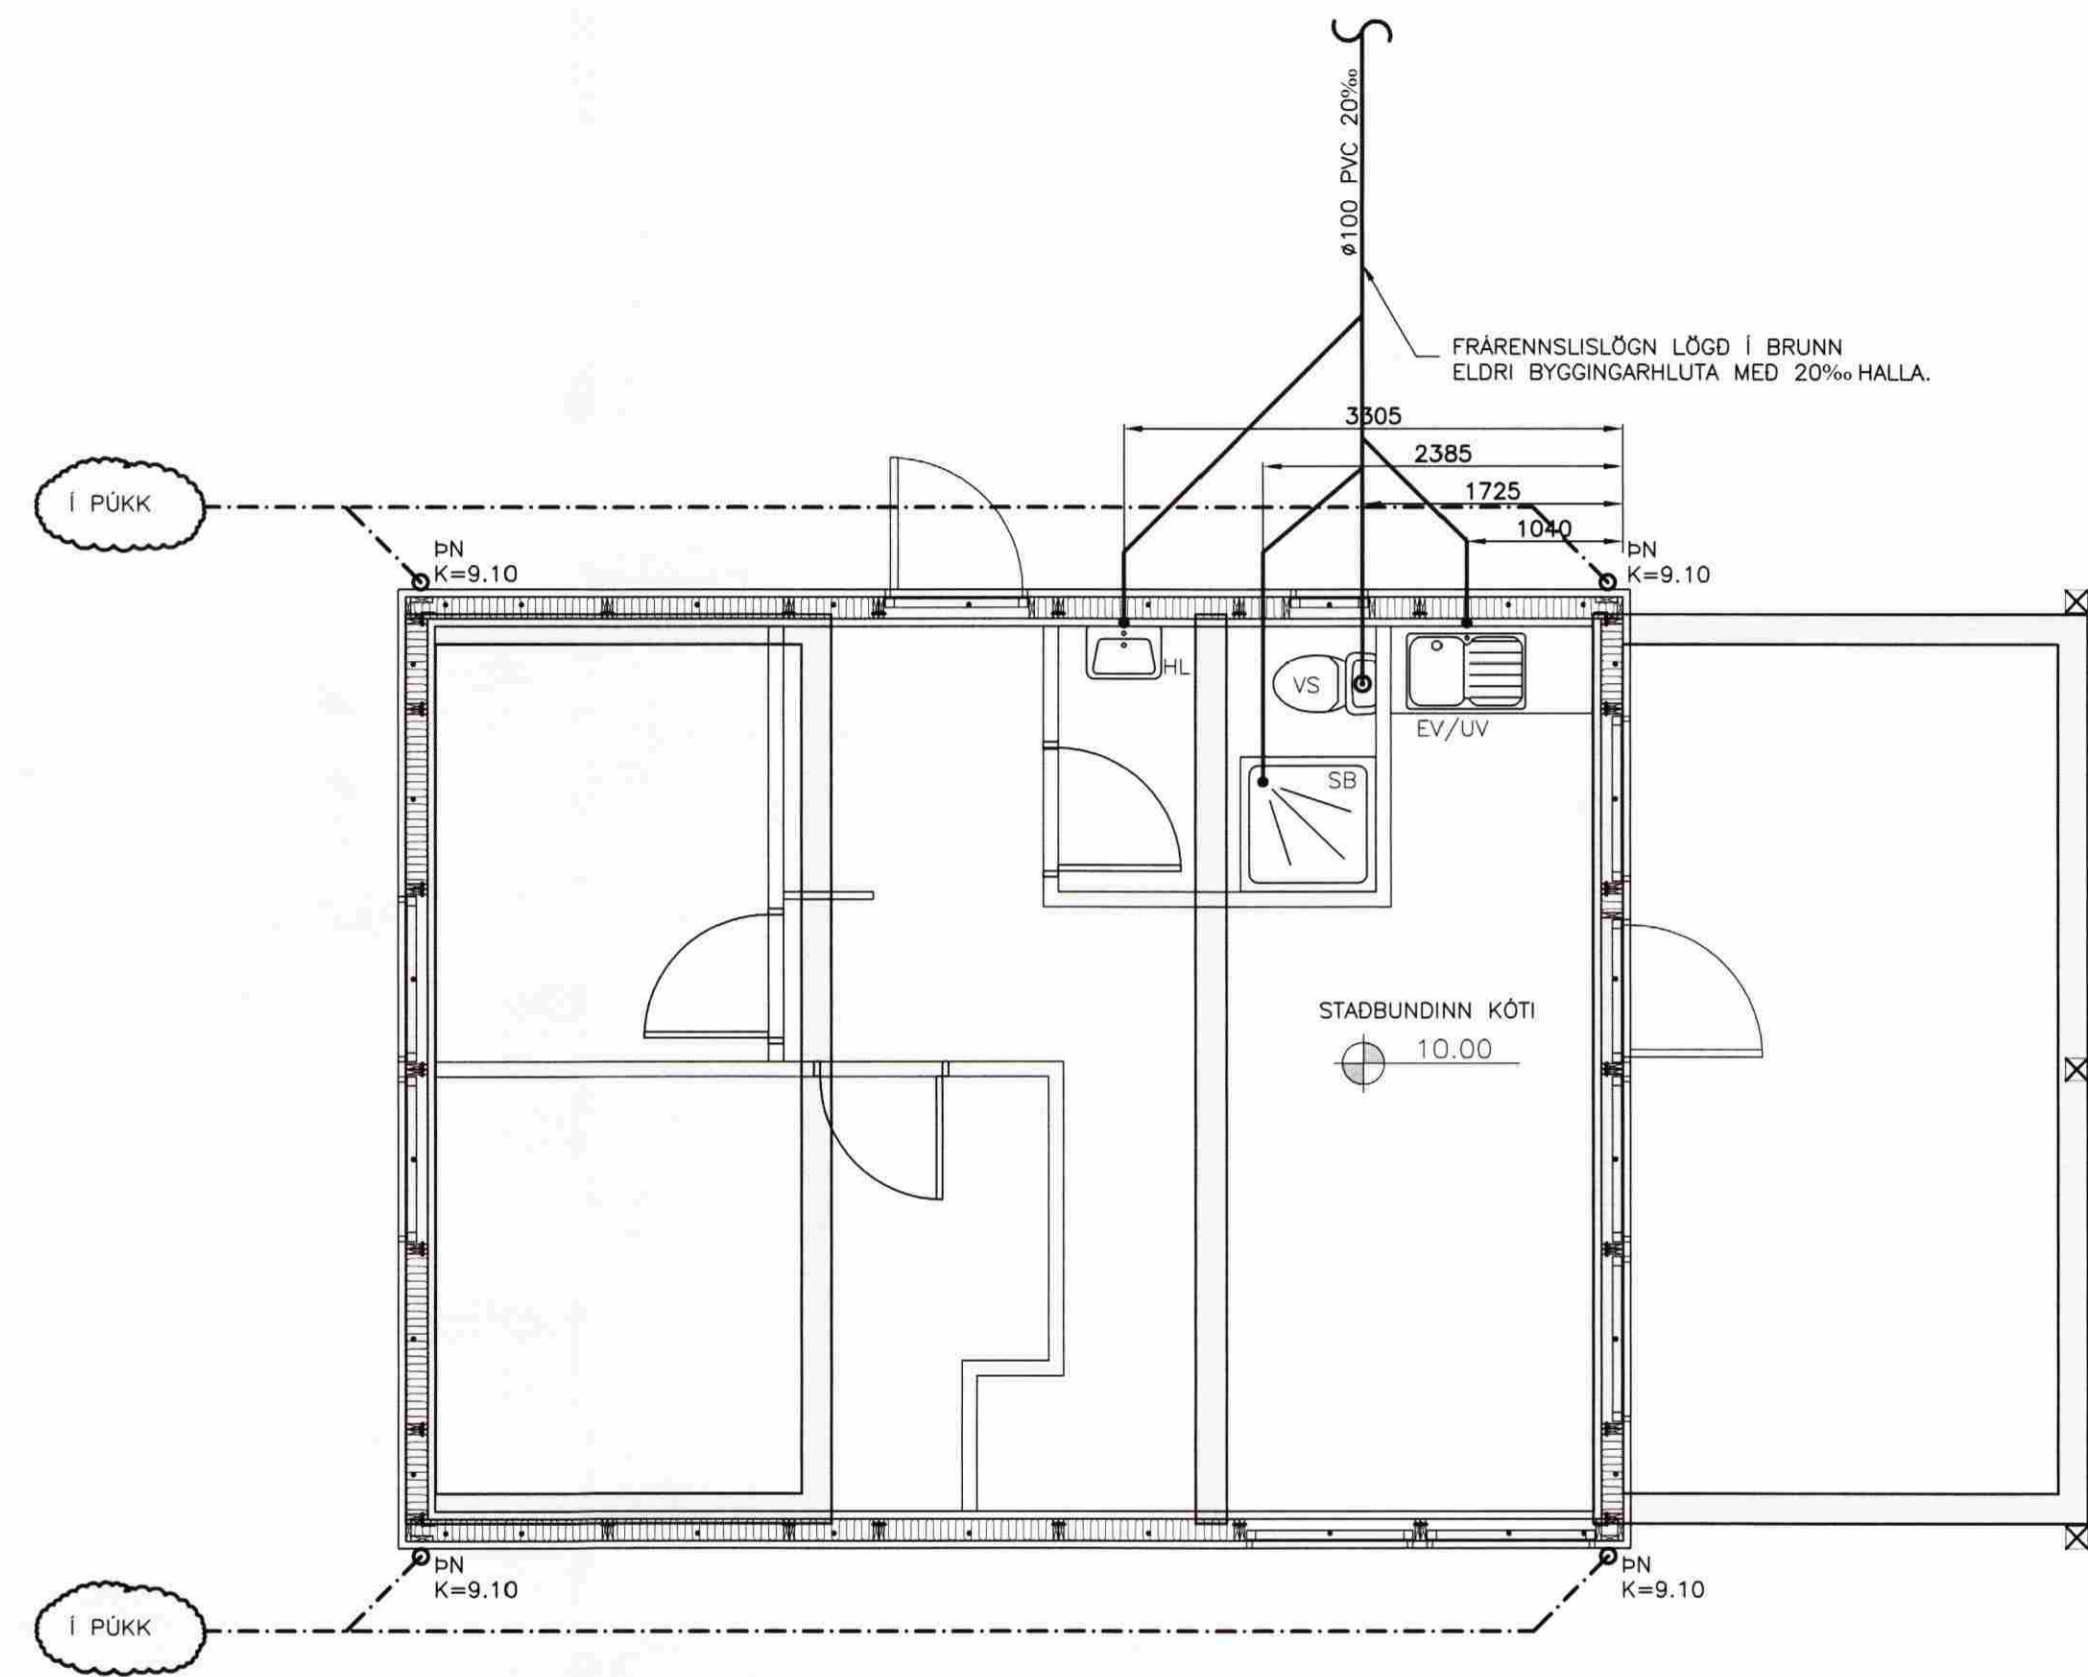 ø100 PVC 20‰
FRÁRENNSLISLÖGN LÖGÐ Í BRUNN
ELDRI BYGGINGARHLUTA MEÐ 20‰ HALLA.
3305
2385
1725
1040
Í PÚKK
ÞN
K=9.10
ÞN
K=9.10
HL
VS
EV/UV
SB
STAÐBUNDINN KÓTI
10.00
ÞN
K=9.10
ÞN
K=9.10
Í PÚKK